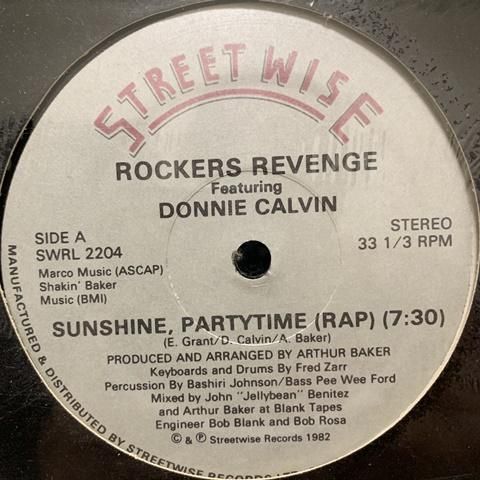 STREETWISE
ROCKERS REVENGE
Featuring
DONNIE CALVIN
SIDE A
SWRL 2204
Marco Music (ASCAP)
Shakin' Baker
Music (BMI)
STEREO
33 1/3 RPM
SUNSHINE, PARTYTIME (RAP) (7:30)
(E. Grant/D. Calvin/A. Baker)
PRODUCED AND ARRANGED BY ARTHUR BAKER
Keyboards and Drums By Fred Zarr
Percussion By Bashiri Johnson/Bass Pee Wee Ford
Mixed by John "Jellybean" Benitez
and Arthur Baker at Blank Tapes
Engineer Bob Blank and Bob Rosa
© & ℗ Streetwise Records 1982
MANUFACTURED & DISTRIBUTED BY STREETWISE RECORDS